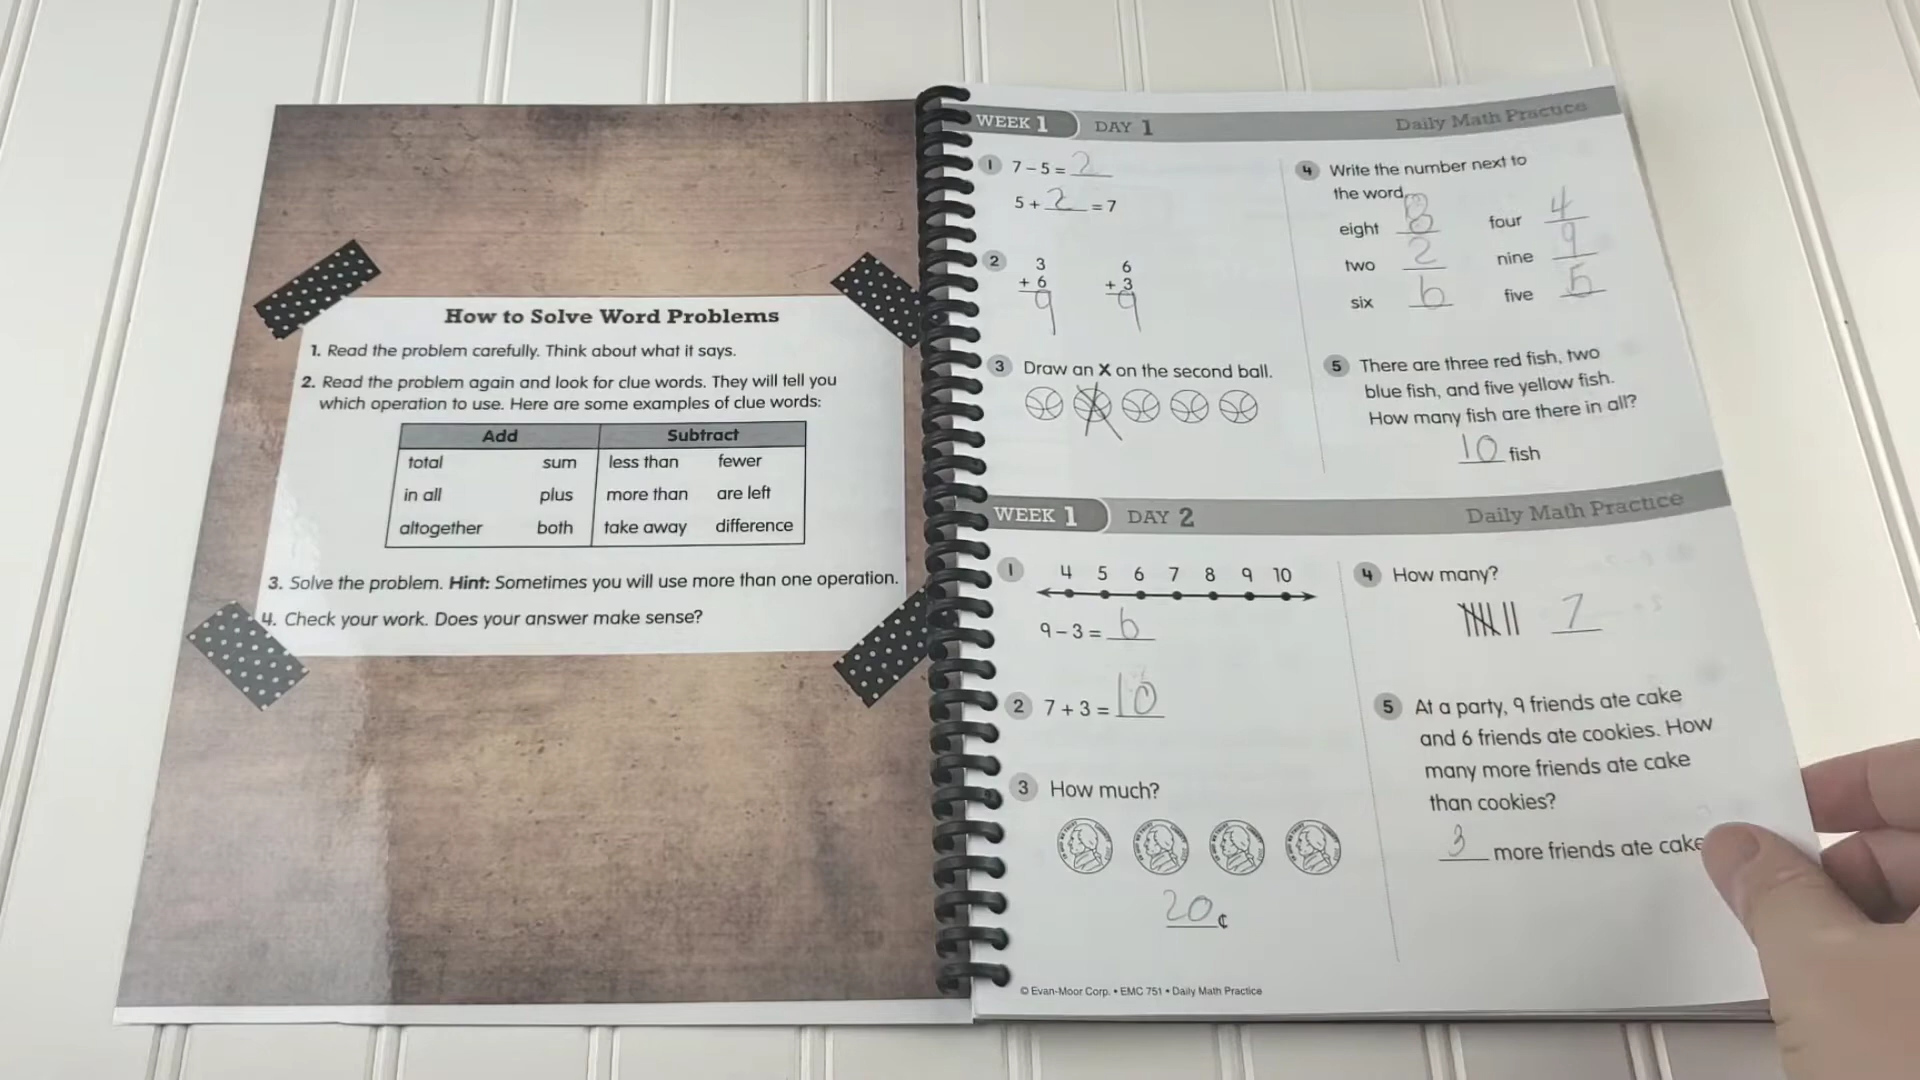 How to Solve Word Problems
1. Read the problem carefully. Think about what it says.
2. Read the problem again and look for clue words. They will tell you
which operation to use. Here are some examples of clue words:
Add Subtract
total sum less than fewer
in all plus more than are left
altogether both take away difference
3. Solve the problem. Hint: Sometimes you will use more than one operation.
4. Check your work. Does your answer make sense?
WEEK 1 DAY 1 Daily Math Practice
1 7 – 5 = 2
5 + 2 = 7
2 3 6
+ 6 + 3
9 9
3 Draw an X on the second ball.
4 Write the number next to
the word.
eight 8 four 4
two 2 nine 9
six 6 five 5
5 There are three red fish, two
blue fish, and five yellow fish.
How many fish are there in all?
10 fish
WEEK 1 DAY 2 Daily Math Practice
1 4 5 6 7 8 9 10
9 – 3 = 6
2 7 + 3 = 10
3 How much?
20 ¢
4 How many?
7
5 At a party, 9 friends ate cake
and 6 friends ate cookies. How
many more friends ate cake
than cookies?
3 more friends ate cake
© Evan-Moor Corp. • EMC 751 • Daily Math Practice